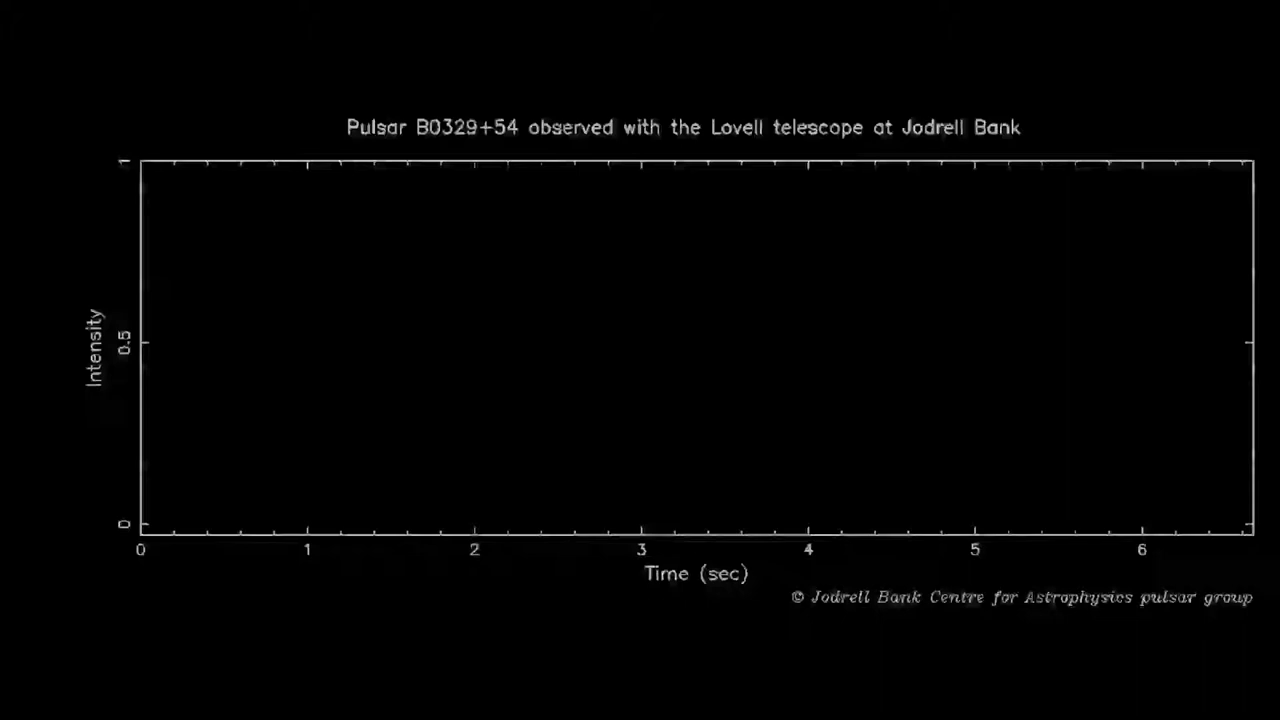 Pulsar B0329+54 observed with the Lovell telescope at Jodrell Bank
1
0.5
0
Intensity
0 1 2 3 4 5 6
Time (sec)
© Jodrell Bank Centre for Astrophysics pulsar group